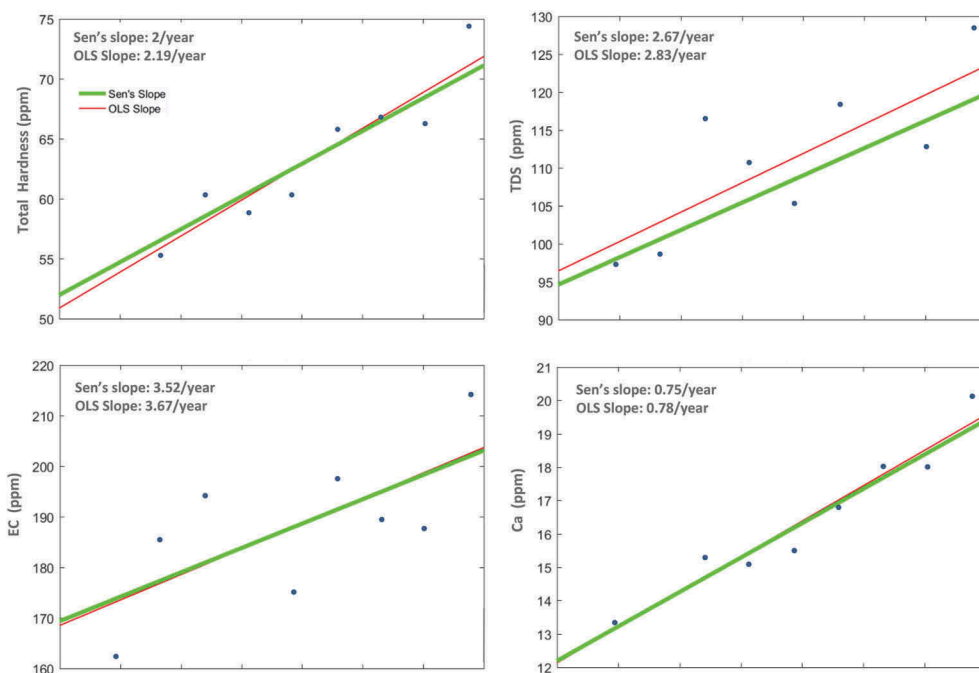 Sen's slope: 2/year
OLS Slope: 2.19/year
Sen's Slope
OLS Slope
Total Hardness (ppm)
75
70
65
60
55
50
Sen's slope: 2.67/year
OLS Slope: 2.83/year
TDS (ppm)
130
125
120
115
110
105
100
95
90
Sen's slope: 3.52/year
OLS Slope: 3.67/year
EC (ppm)
220
210
200
190
180
170
160
Sen's slope: 0.75/year
OLS Slope: 0.78/year
Ca (ppm)
21
20
19
18
17
16
15
14
13
12